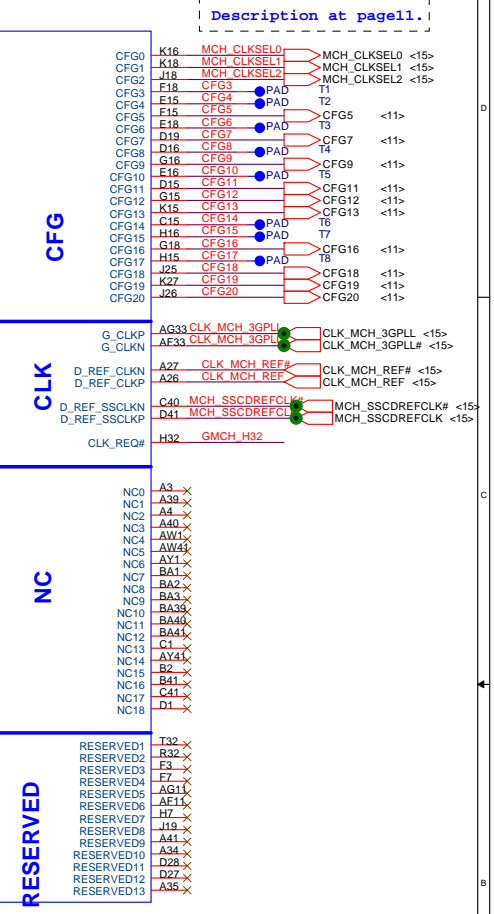 Description at page11.
CFG
CFG0 K16 MCH_CLKSEL0 MCH_CLKSEL0 <15>
CFG1 K18 MCH_CLKSEL1 MCH_CLKSEL1 <15>
CFG2 J18 MCH_CLKSEL2 MCH_CLKSEL2 <15>
CFG3 F18 CFG3 PAD T1
CFG4 E15 CFG4 T2
CFG5 F15 CFG5 CFG5 <11>
CFG6 E18 CFG6 PAD T3
CFG7 D19 CFG7 CFG7 <11>
CFG8 D16 CFG8 PAD T4
CFG9 G16 CFG9 CFG9 <11>
CFG10 E16 CFG10 PAD T5
CFG11 D15 CFG11 CFG11 <11>
CFG12 G15 CFG12 CFG12 <11>
CFG13 K15 CFG13 CFG13 <11>
CFG14 C15 CFG14 PAD T6
CFG15 H16 CFG15 PAD T7
CFG16 G18 CFG16 CFG16 <11>
CFG17 H15 CFG17 PAD T8
CFG18 J25 CFG18 CFG18 <11>
CFG19 K27 CFG19 CFG19 <11>
CFG20 J26 CFG20 CFG20 <11>
D
CLK
G_CLKP AG33 CLK_MCH_3GPLL CLK_MCH_3GPLL <15>
G_CLKN AF33 CLK_MCH_3GPLL CLK_MCH_3GPLL# <15>
D_REF_CLKN A27 CLK_MCH_REF# CLK_MCH_REF# <15>
D_REF_CLKP A26 CLK_MCH_REF CLK_MCH_REF <15>
D_REF_SSCLKN C40 MCH_SSCDREFCLK# MCH_SSCDREFCLK# <15>
D_REF_SSCLKP D41 MCH_SSCDREFCL MCH_SSCDREFCLK <15>
CLK_REQ# H32 GMCH_H32
NC
NC0 A3
NC1 A39
C
NC2 A4
NC3 A40
NC4 AW1
NC5 AW41
NC6 AY1
NC7 BA1
NC8 BA2
NC9 BA3
NC10 BA39
NC11 BA40
NC12 BA41
NC13 C1
NC14 AY41
NC15 B2
NC16 B41
NC17 C41
NC18 D1
RESERVED
RESERVED1 T32
RESERVED2 R32
RESERVED3 F3
RESERVED4 F7
RESERVED5 AG11
RESERVED6 AF11
RESERVED7 H7
RESERVED8 J19
RESERVED9 A41
RESERVED10 A34
RESERVED11 D28
RESERVED12 D27
RESERVED13 A35
B